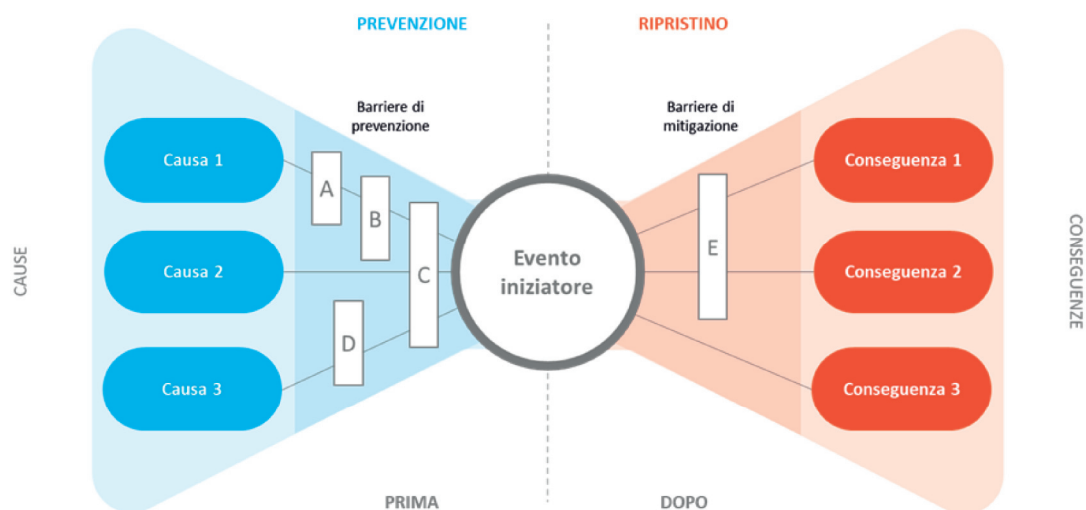 PREVENZIONE
RIPRISTINO
Barriere di
prevenzione
Barriere di
mitigazione
Causa 1
A
B
Conseguenza 1
CAUSE
Causa 2
C
Evento
iniziatore
E
Conseguenza 2
CONSEGUENZE
D
Causa 3
Conseguenza 3
PRIMA
DOPO